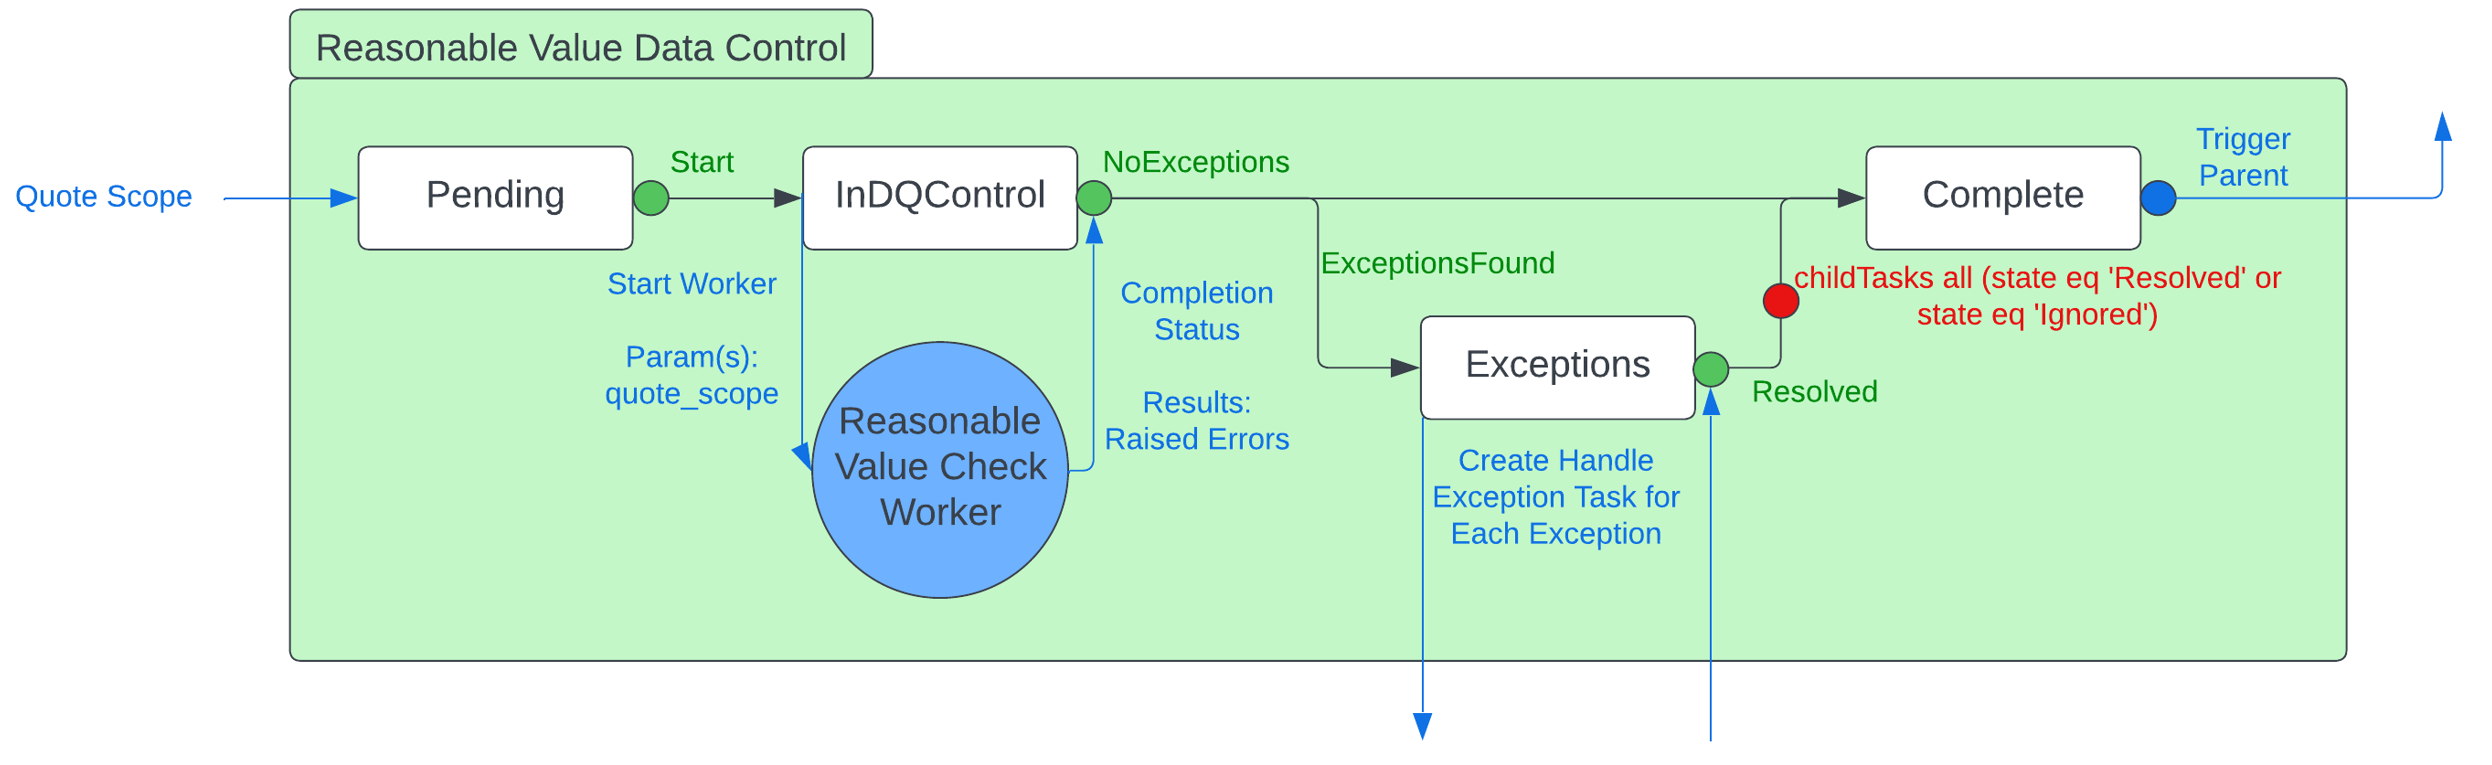 Reasonable Value Data Control
Quote Scope
Pending
Start
InDQControl
NoExceptions
Complete
Trigger
Parent
Start Worker
Param(s):
quote_scope
Reasonable
Value Check
Worker
Completion
Status
Results:
Raised Errors
ExceptionsFound
Exceptions
Resolved
childTasks all (state eq 'Resolved' or
state eq 'Ignored')
Create Handle
Exception Task for
Each Exception